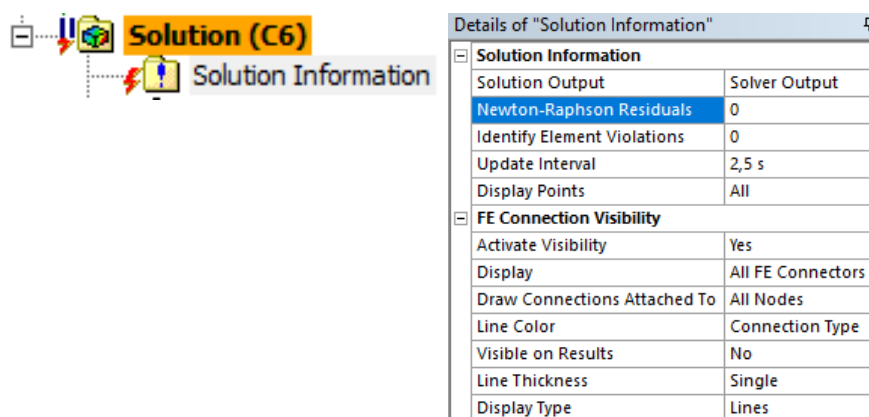 Solution (C6)
Solution Information
Details of "Solution Information"
Solution Information
Solution Output Solver Output
Newton-Raphson Residuals 0
Identify Element Violations 0
Update Interval 2,5 s
Display Points All
FE Connection Visibility
Activate Visibility Yes
Display All FE Connectors
Draw Connections Attached To All Nodes
Line Color Connection Type
Visible on Results No
Line Thickness Single
Display Type Lines